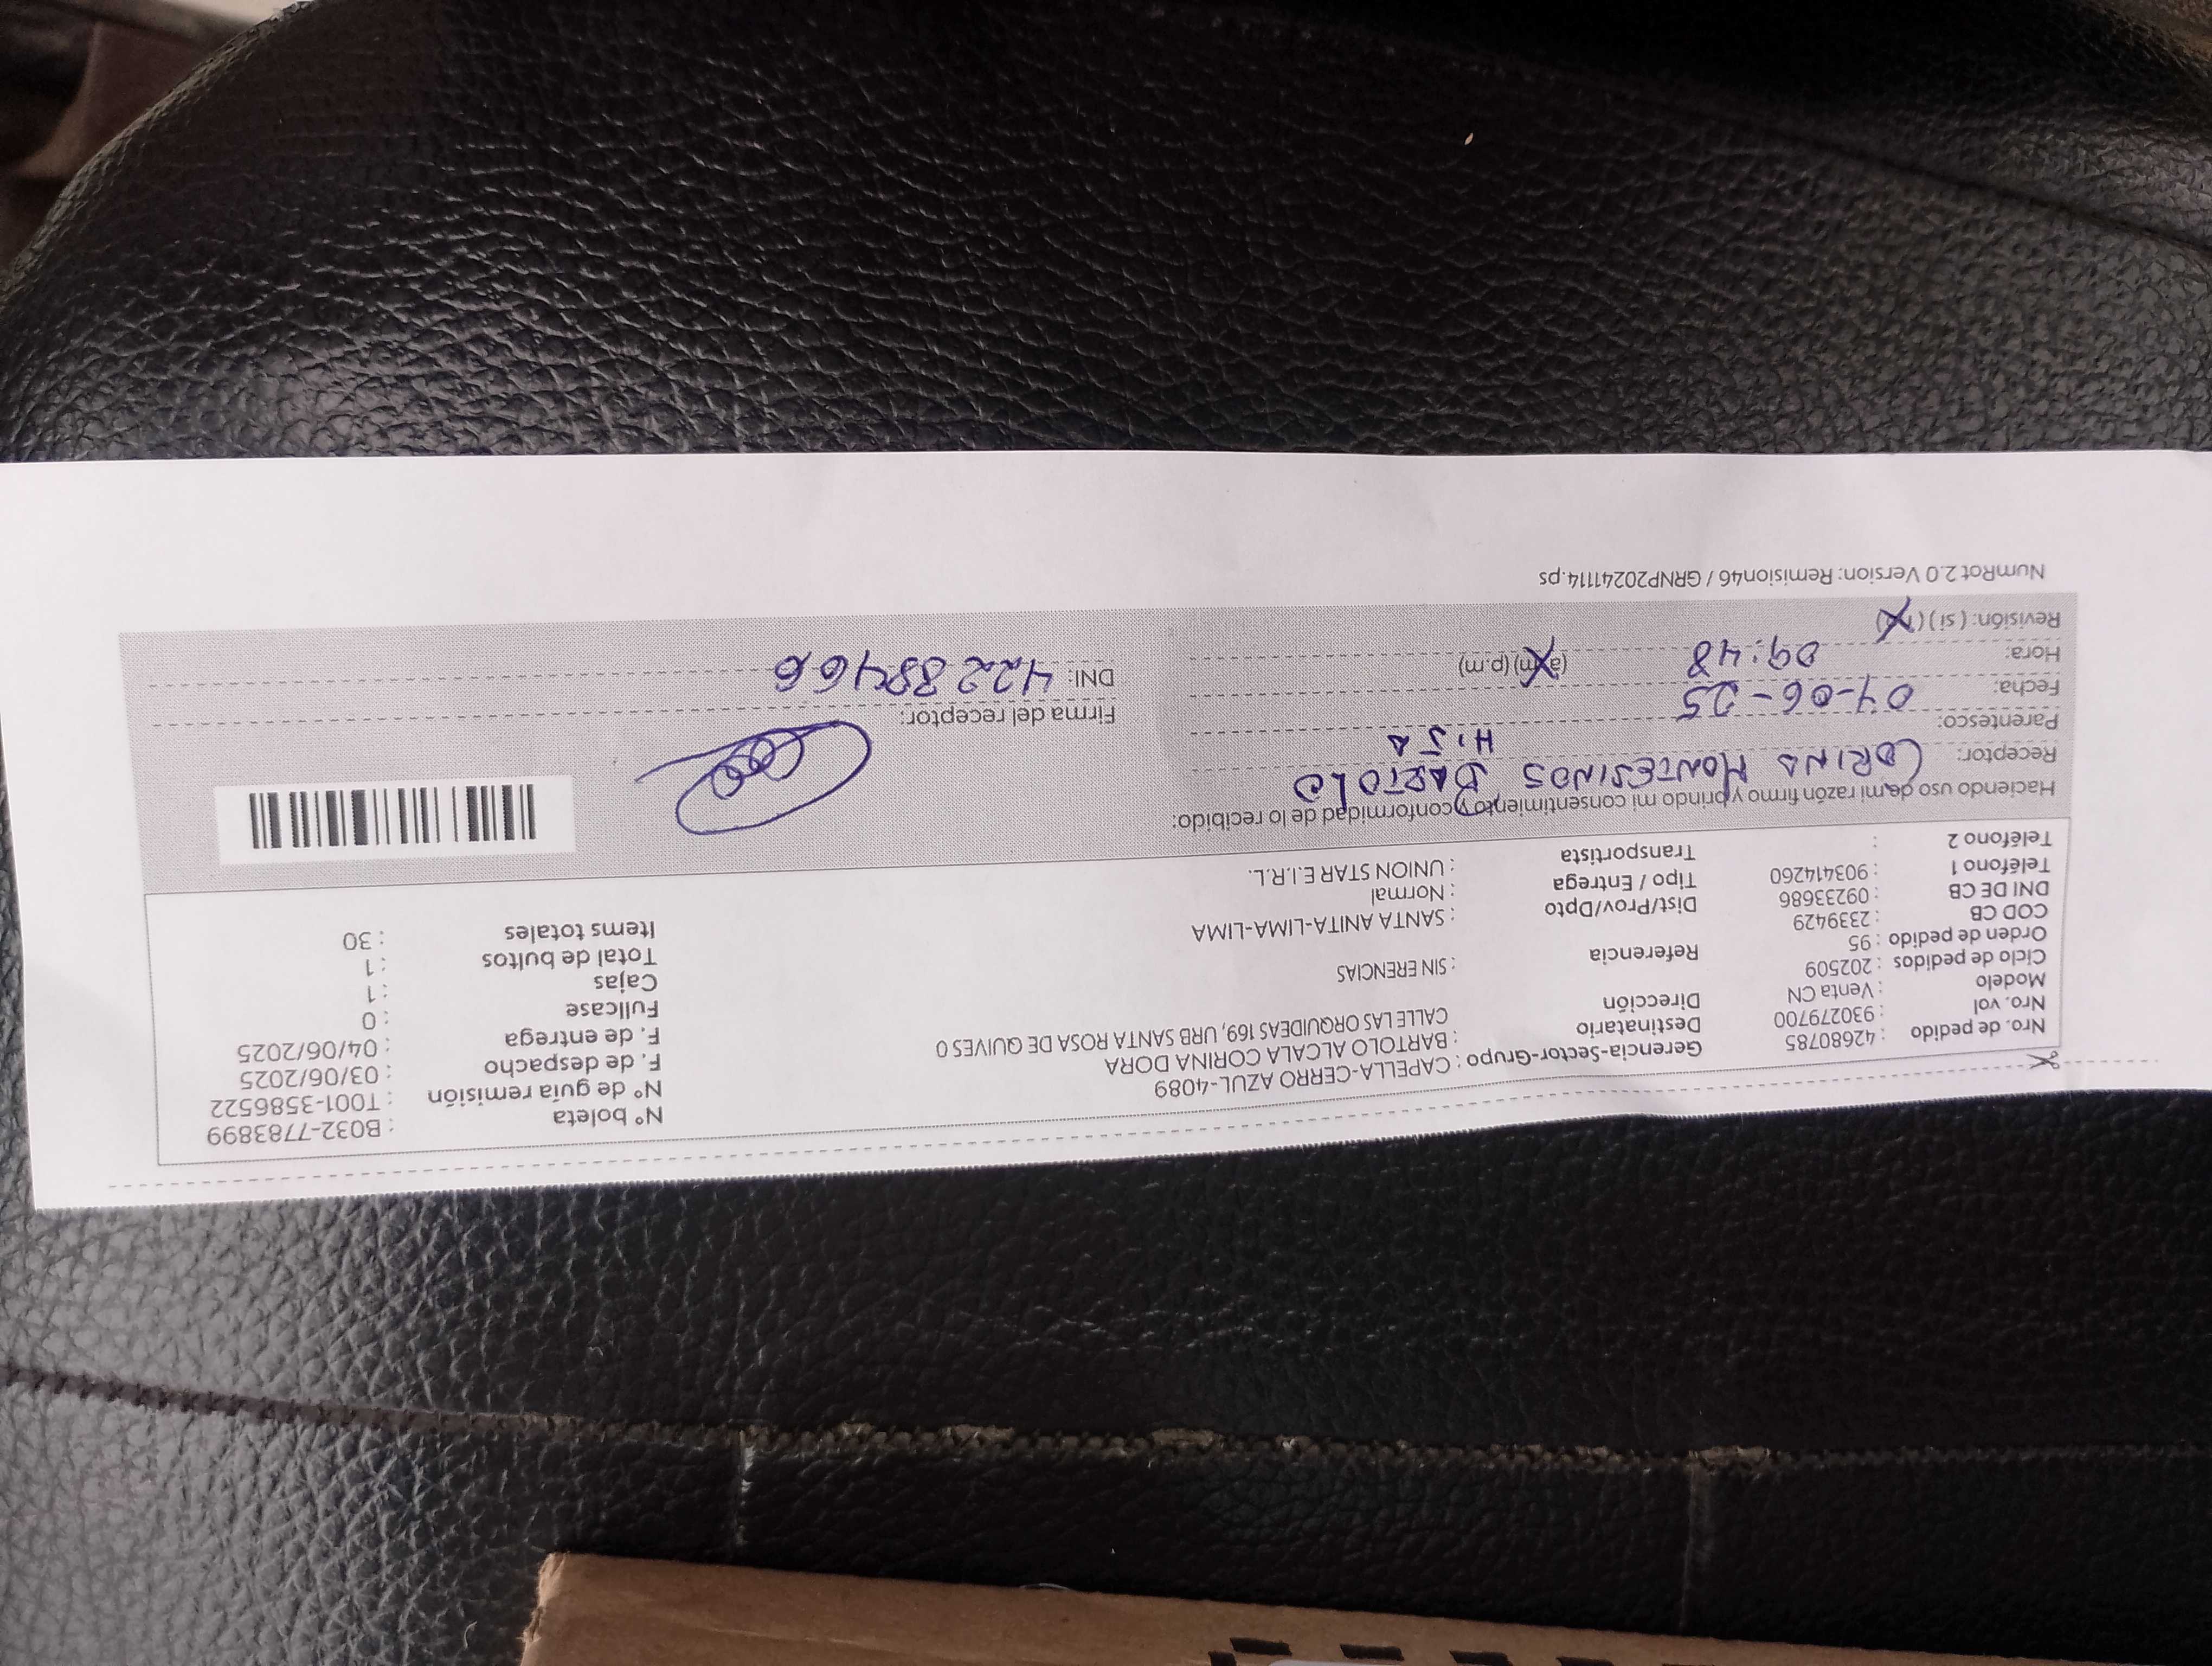 Nro. de pedido : 42680785
Nro. vol : 930279700
Modelo : Venta CN
Ciclo de pedidos : 202509
Orden de pedido : 95
COD CB : 2339429
DNI DE CB : 09233686
Teléfono 1 : 903414260
Teléfono 2 :
Gerencia-Sector-Grupo : CAPELLA-CERRO AZUL-4089
Destinatario : BARTOLO ALCALA CORINA DORA
Dirección CALLE LAS ORQUIDEAS 169, URB SANTA ROSA DE QUIVES 0
Referencia : SIN ERENCIAS
Dist/Prov/Dpto : SANTA ANITA-LIMA-LIMA
Tipo / Entrega : Normal
Transportista : UNION STAR E.I.R.L.
N° boleta : B032-7783899
N° de guía remisión : T001-3586522
F. de despacho : 03/06/2025
F. de entrega : 04/06/2025
Fullcase : 0
Cajas : 1
Total de bultos : 1
Items totales : 30
Haciendo uso de mi razón firmo y brindo mi consentimiento y conformidad de lo recibido:
Receptor: CORINA MONTESINOS BARTOLO
Parentesco: HIJA
Fecha: 04-06-25
Hora: 09:48 (a.m) (p.m)
Revisión: ( si ) ( no )
Firma del receptor:
DNI:
NumRot 2.0 Version: Remision46 / GRNP20241114.ps